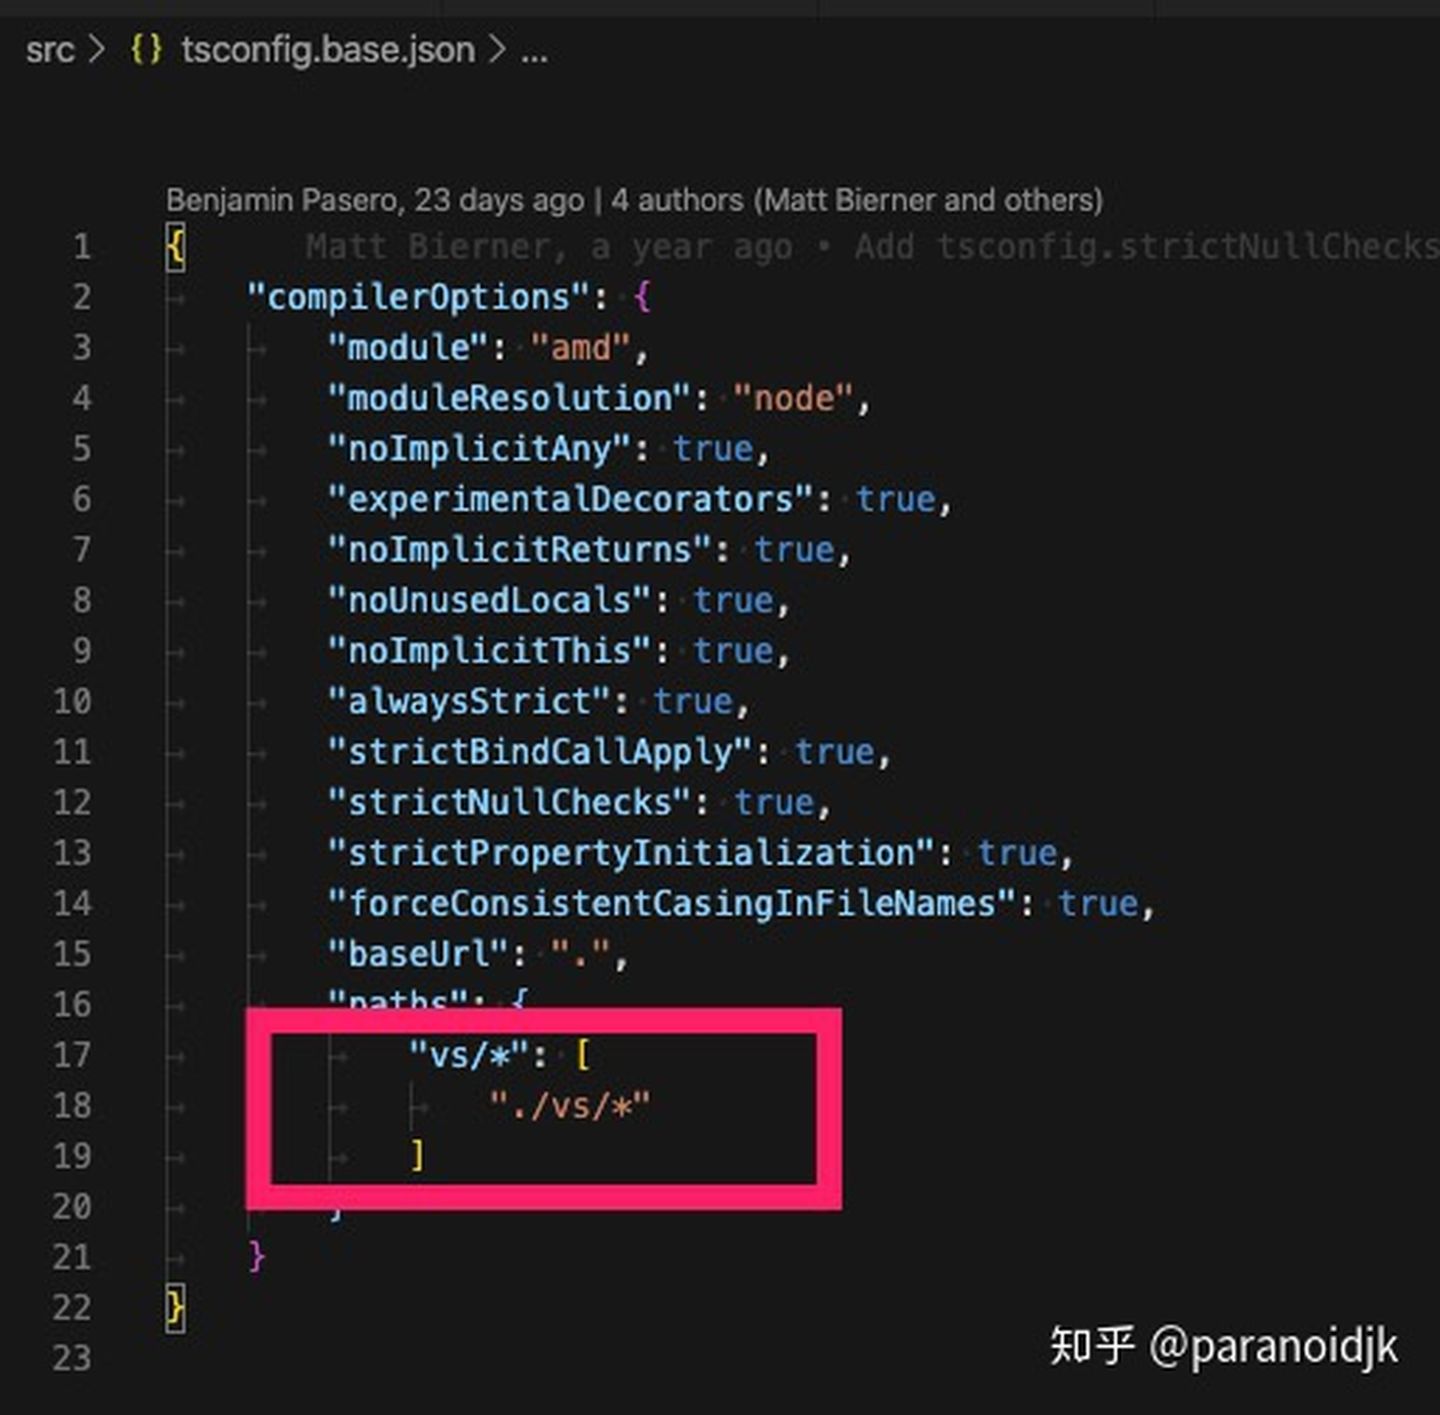 src > {} tsconfig.base.json > ...
Benjamin Pasero, 23 days ago | 4 authors (Matt Bierner and others)
1 { Matt Bierner, a year ago • Add tsconfig.strictNullChecks
2 "compilerOptions": {
3 "module": "amd",
4 "moduleResolution": "node",
5 "noImplicitAny": true,
6 "experimentalDecorators": true,
7 "noImplicitReturns": true,
8 "noUnusedLocals": true,
9 "noImplicitThis": true,
10 "alwaysStrict": true,
11 "strictBindCallApply": true,
12 "strictNullChecks": true,
13 "strictPropertyInitialization": true,
14 "forceConsistentCasingInFileNames": true,
15 "baseUrl": ".",
16 "paths": {
17 "vs/*": [
18 "./vs/*"
19 ]
20 }
21 }
22 }
23
知乎 @paranoidjk